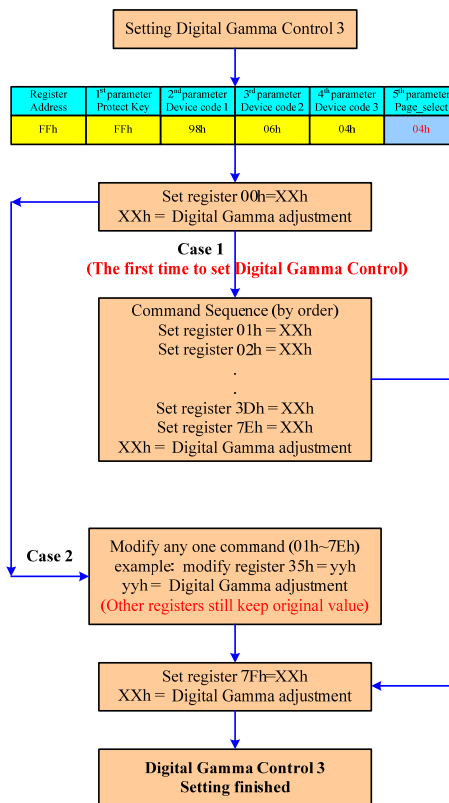 Setting Digital Gamma Control 3
Register Address 1st parameter Protect Key 2nd parameter Device code 1 3rd parameter Device code 2 4th parameter Device code 3 5th parameter Page_select
FFh FFh 98h 06h 04h 04h
Set register 00h=XXh
XXh = Digital Gamma adjustment
Case 1
(The first time to set Digital Gamma Control)
Command Sequence (by order)
Set register 01h = XXh
Set register 02h = XXh
.
.
Set register 3Dh = XXh
Set register 7Eh = XXh
XXh = Digital Gamma adjustment
Case 2
Modify any one command (01h~7Eh)
example: modify register 35h = yyh
yyh = Digital Gamma adjustment
(Other registers still keep original value)
Set register 7Fh=XXh
XXh = Digital Gamma adjustment
Digital Gamma Control 3
Setting finished